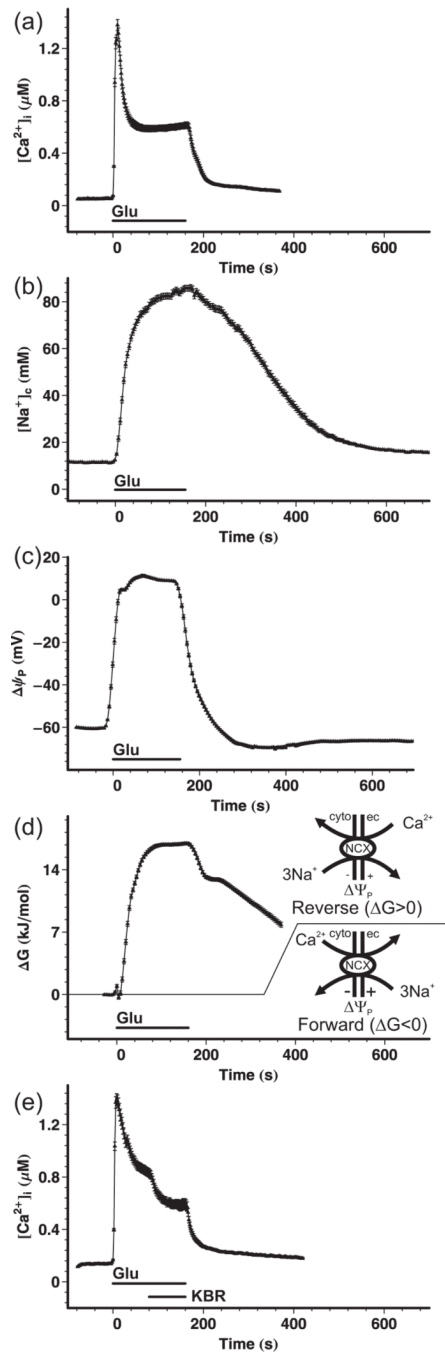 (a)
[Ca²⁺]ᵢ (μM)
1.2
0.8
0.4
0
Glu
0
200
400
600
Time (s)
(b)
[Na⁺]c (mM)
80
60
40
20
0
Glu
0
200
400
600
Time (s)
(c)
Δψₚ (mV)
20
0
−20
−40
−60
Glu
0
200
400
600
Time (s)
(d)
ΔG (kJ/mol)
14
7
0
Glu
0
200
400
600
Time (s)
cyto ec
Ca²⁺
NCX
3Na⁺
- +
ΔΨₚ
Reverse (ΔG>0)
Ca²⁺ cyto ec
NCX
- + 3Na⁺
ΔΨₚ
Forward (ΔG<0)
(e)
[Ca²⁺]ᵢ (μM)
1.2
0.8
0.4
0
Glu
KBR
0
200
400
600
Time (s)